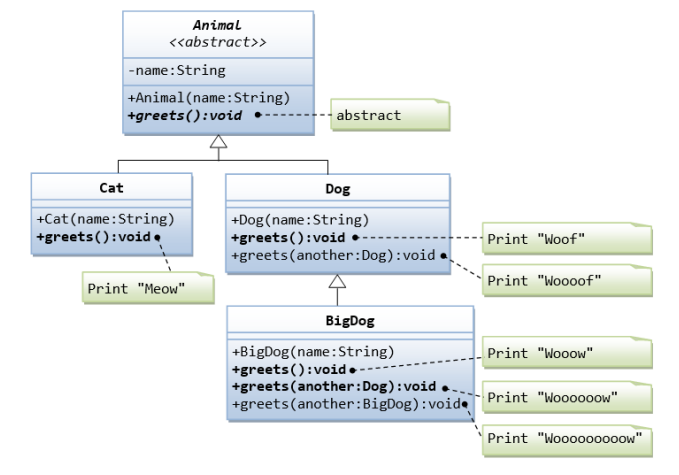 Animal
<<abstract>>
-name:String
+Animal(name:String)
+greets():void
abstract
Cat
+Cat(name:String)
+greets():void
Print "Meow"
Dog
+Dog(name:String)
+greets():void
+greets(another:Dog):void
Print "Woof"
Print "Woooof"
BigDog
+BigDog(name:String)
+greets():void
+greets(another:Dog):void
+greets(another:BigDog):void
Print "Wooow"
Print "Woooooow"
Print "Wooooooooow"